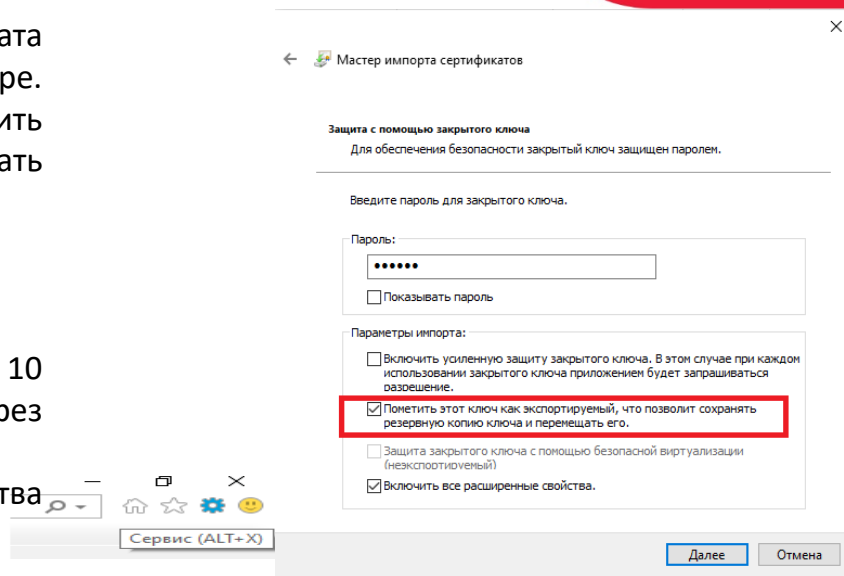 ата
ре.
ить
ать
10
рез
тва
Сервис (ALT+X)
Мастер импорта сертификатов
Защита с помощью закрытого ключа
Для обеспечения безопасности закрытый ключ защищен паролем.
Введите пароль для закрытого ключа.
Пароль:
••••••
Показывать пароль
Параметры импорта:
Включить усиленную защиту закрытого ключа. В этом случае при каждом
использовании закрытого ключа приложением будет запрашиваться
разрешение.
Пометить этот ключ как экспортируемый, что позволит сохранять
резервную копию ключа и перемещать его.
Защита закрытого ключа с помощью безопасной виртуализации
(неэкспортируемый)
Включить все расширенные свойства.
Далее
Отмена